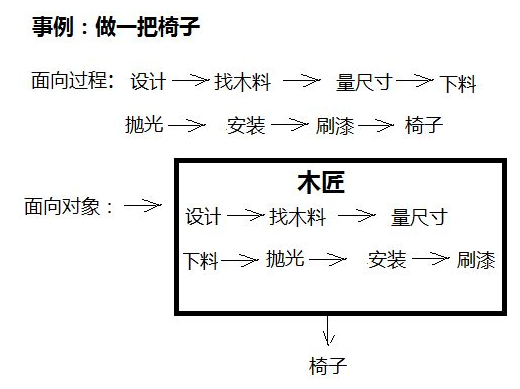 事例：做一把椅子
面向过程： 设计 找木料 量尺寸 下料
抛光 安装 刷漆 椅子
木匠
面向对象： 设计 找木料 量尺寸
下料 抛光 安装 刷漆
椅子